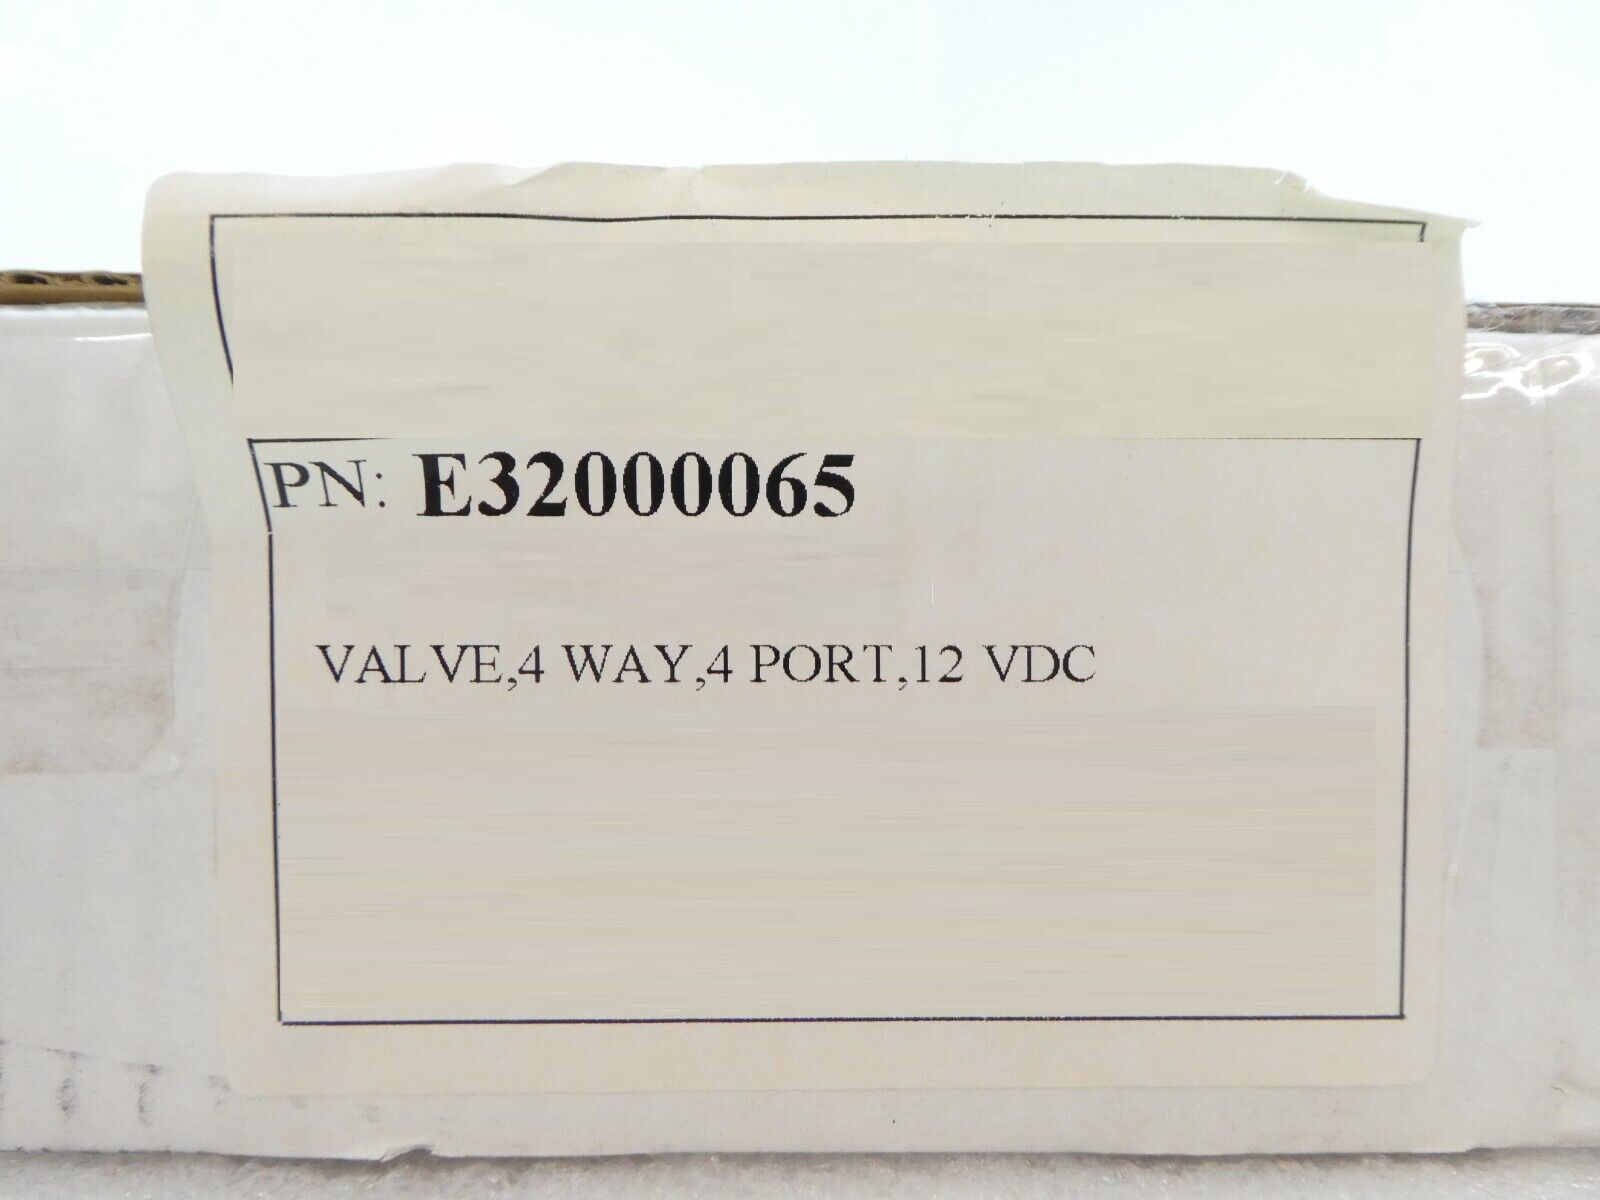 PN: E32000065
VALVE,4 WAY,4 PORT,12 VDC